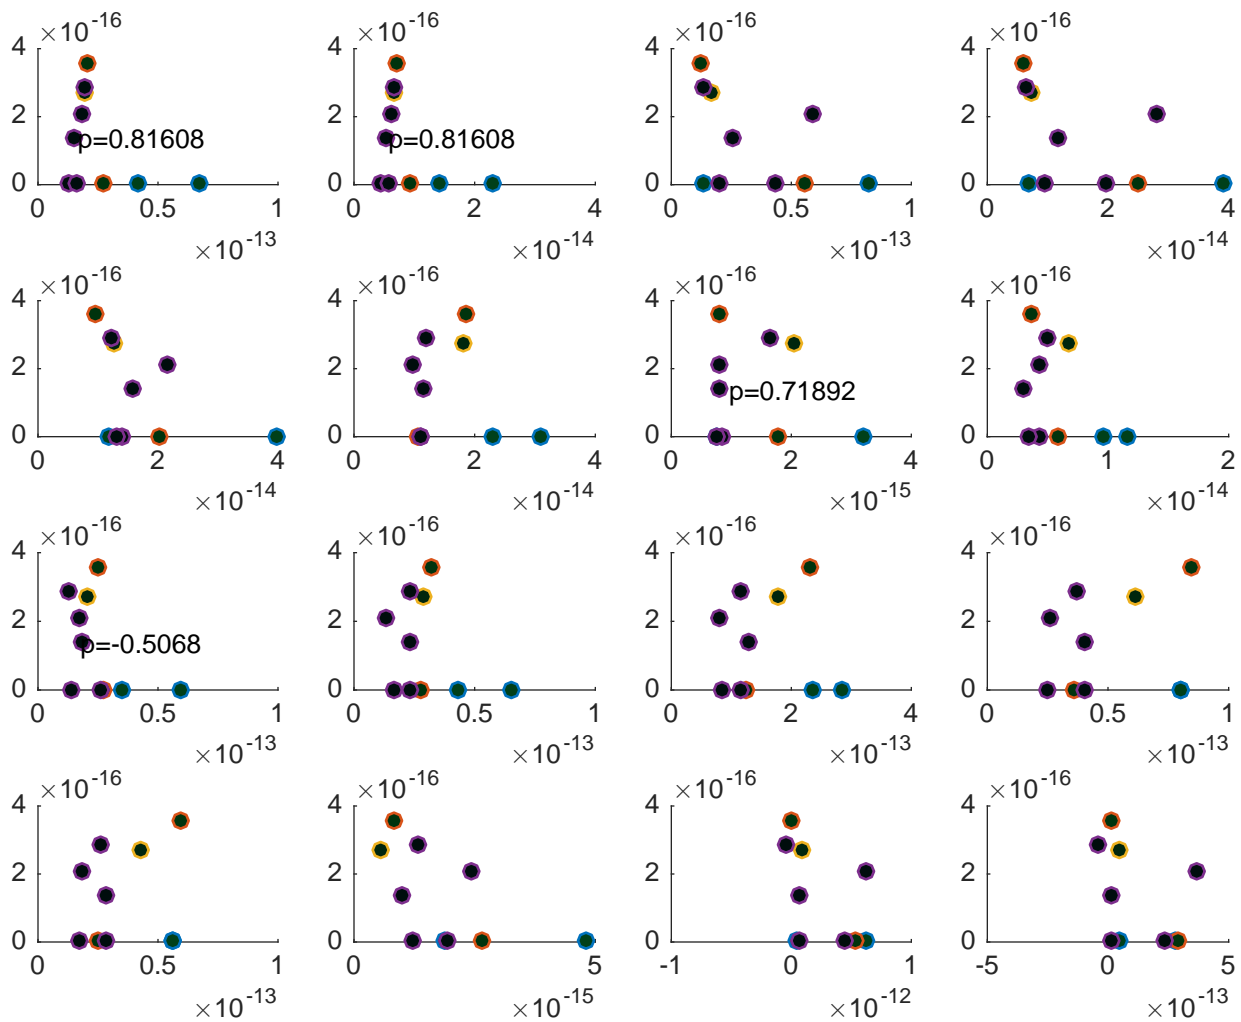 ×10-16 ×10-16 ×10-16 ×10-16
4 4 4 4
2 2 2 2
p=0.81608 p=0.81608
0 0 0 0
0 0.5 1 0 2 4 0 0.5 1 0 2 4
×10-13 ×10-14 ×10-13 ×10-14
×10-16 ×10-16 ×10-16 ×10-16
4 4 4 4
2 2 2 2
p=0.71892
0 0 0 0
0 2 4 0 2 4 0 2 4 0 1 2
×10-14 ×10-14 ×10-15 ×10-14
×10-16 ×10-16 ×10-16 ×10-16
4 4 4 4
2 2 2 2
p=-0.5068
0 0 0 0
0 0.5 1 0 0.5 1 0 2 4 0 0.5 1
×10-13 ×10-13 ×10-13 ×10-13
×10-16 ×10-16 ×10-16 ×10-16
4 4 4 4
2 2 2 2
0 0 0 0
0 0.5 1 0 5 -1 0 1 -5 0 5
×10-13 ×10-15 ×10-12 ×10-13